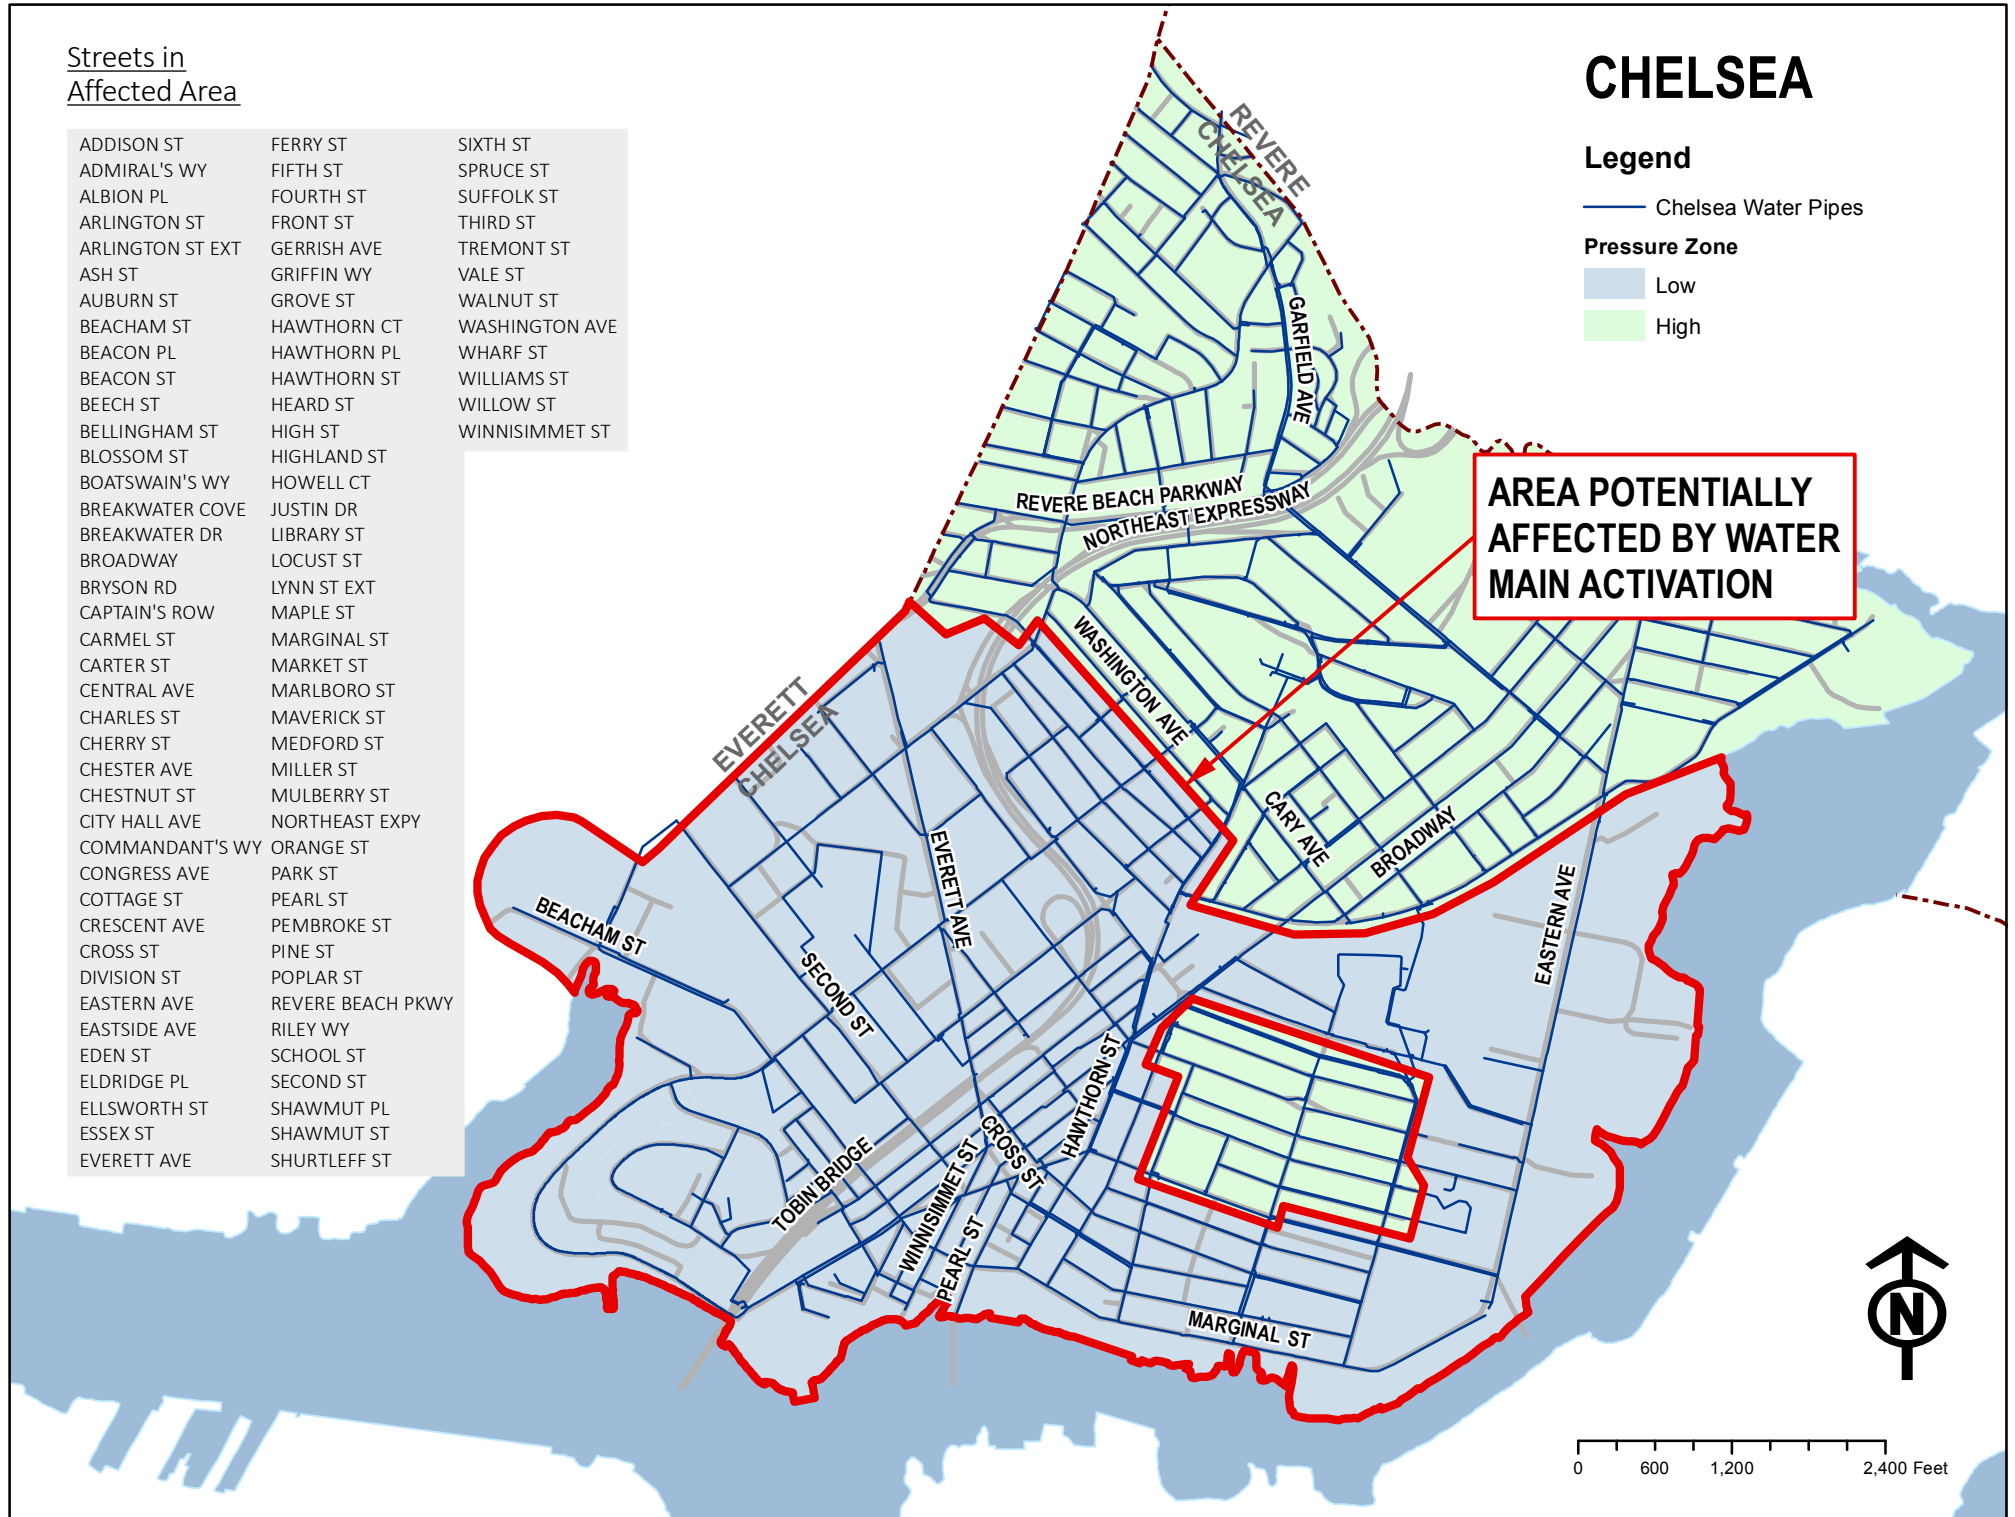 Streets in
Affected Area
ADDISON ST
ADMIRAL'S WY
ALBION PL
ARLINGTON ST
ARLINGTON ST EXT
ASH ST
AUBURN ST
BEACHAM ST
BEACON PL
BEACON ST
BEECH ST
BELLINGHAM ST
BLOSSOM ST
BOATSWAIN'S WY
BREAKWATER COVE
BREAKWATER DR
BROADWAY
BRYSON RD
CAPTAIN'S ROW
CARMEL ST
CARTER ST
CENTRAL AVE
CHARLES ST
CHERRY ST
CHESTER AVE
CHESTNUT ST
CITY HALL AVE
COMMANDANT'S WY
CONGRESS AVE
COTTAGE ST
CRESCENT AVE
CROSS ST
DIVISION ST
EASTERN AVE
EASTSIDE AVE
EDEN ST
ELDRIDGE PL
ELLSWORTH ST
ESSEX ST
EVERETT AVE
FERRY ST
FIFTH ST
FOURTH ST
FRONT ST
GERRISH AVE
GRIFFIN WY
GROVE ST
HAWTHORN CT
HAWTHORN PL
HAWTHORN ST
HEARD ST
HIGH ST
HIGHLAND ST
HOWELL CT
JUSTIN DR
LIBRARY ST
LOCUST ST
LYNN ST EXT
MAPLE ST
MARGINAL ST
MARKET ST
MARLBORO ST
MAVERICK ST
MEDFORD ST
MILLER ST
MULBERRY ST
NORTHEAST EXPY
ORANGE ST
PARK ST
PEARL ST
PEMBROKE ST
PINE ST
POPLAR ST
REVERE BEACH PKWY
RILEY WY
SCHOOL ST
SECOND ST
SHAWMUT PL
SHAWMUT ST
SHURTLEFF ST
SIXTH ST
SPRUCE ST
SUFFOLK ST
THIRD ST
TREMONT ST
VALE ST
WALNUT ST
WASHINGTON AVE
WHARF ST
WILLIAMS ST
WILLOW ST
WINNISIMMET ST
CHELSEA
Legend
Chelsea Water Pipes
Pressure Zone
Low
High
REVERE
CHELSEA
GARFIELD AVE
REVERE BEACH PARKWAY
NORTHEAST EXPRESSWAY
AREA POTENTIALLY
AFFECTED BY WATER
MAIN ACTIVATION
WASHINGTON AVE
EVERETT
CHELSEA
CARY AVE
BROADWAY
EVERETT AVE
EASTERN AVE
BEACHAM ST
SECOND ST
HAWTHORN ST
CROSS ST
TOBIN BRIDGE
WINNISIMMET ST
PEARL ST
MARGINAL ST
N
0 600 1,200 2,400 Feet